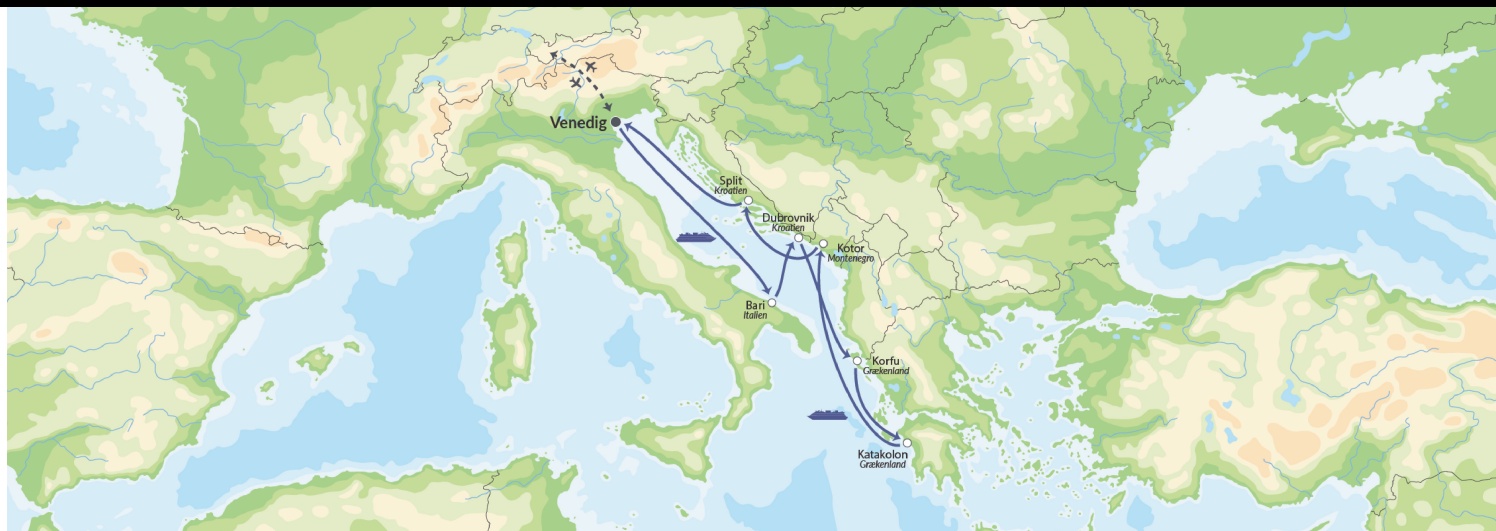 Venedig
Split
Kroatien
Dubrovnik
Kroatien
Kotor
Montenegro
Bari
Italien
Korfu
Grækenland
Katakolon
Grækenland